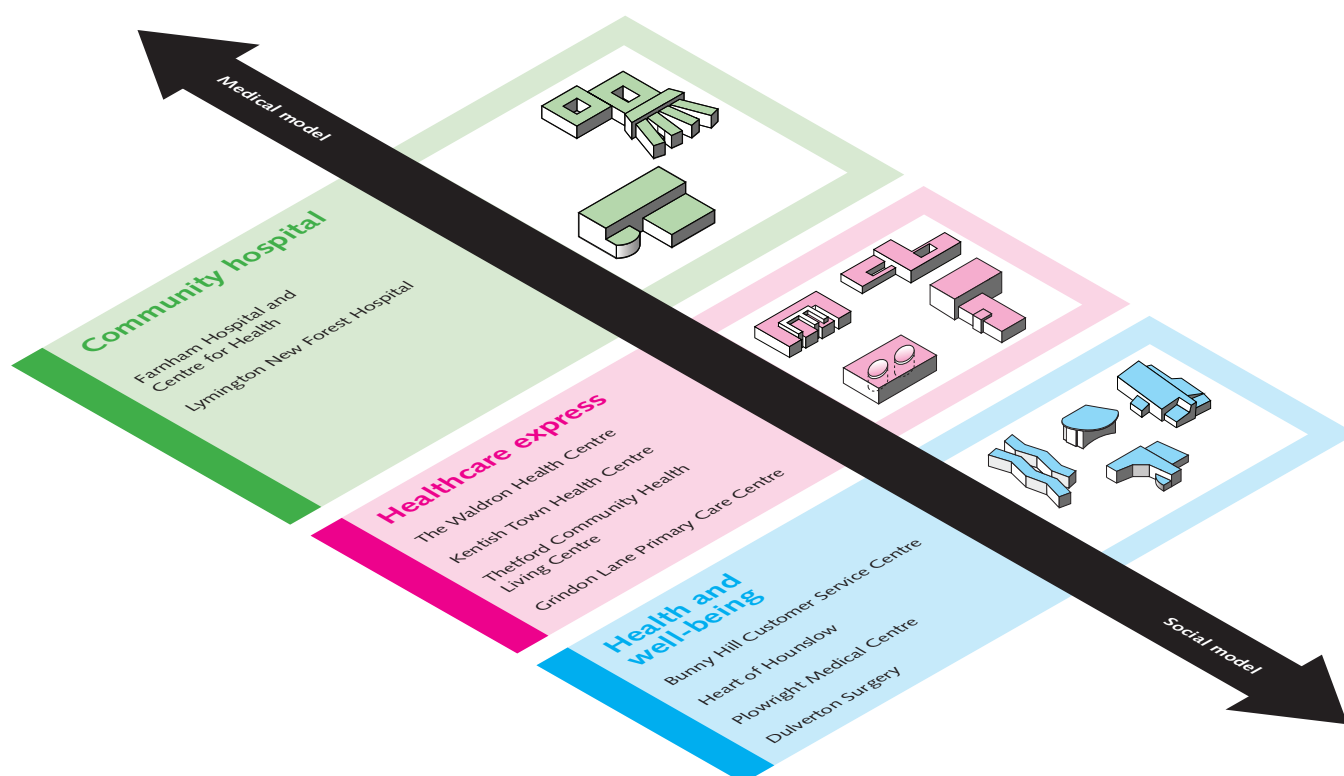 Medical model
Community hospital
Farnham Hospital and
Centre for Health
Lymington New Forest Hospital
Healthcare express
The Waldron Health Centre
Kentish Town Health Centre
Thetford Community Health
Living Centre
Grindon Lane Primary Care Centre
Health and
well-being
Bunny Hill Customer Service Centre
Heart of Hounslow
Plowright Medical Centre
Dulverton Surgery
Social model